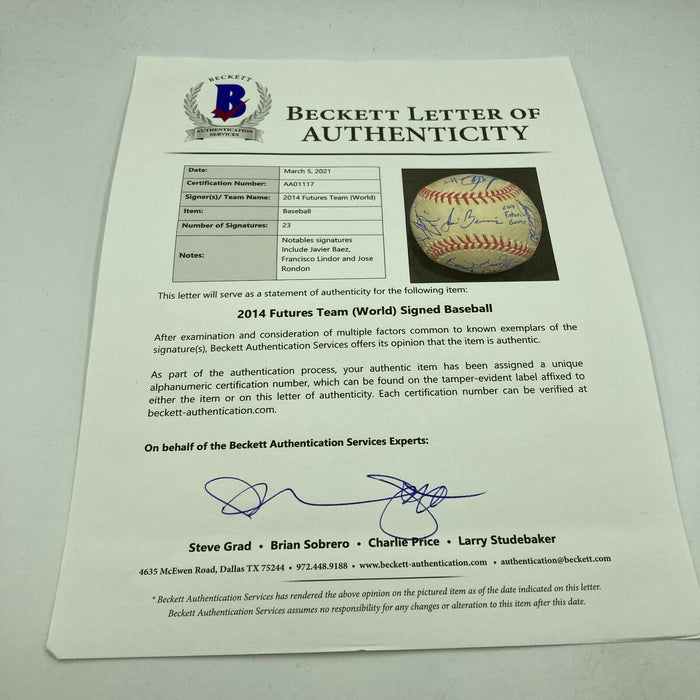 BECKETT
B
AUTHENTICATION
SERVICES
BECKETT LETTER OF
AUTHENTICITY
Date: March 5, 2021
Certification Number: AA01117
Signer(s)/ Team Name: 2014 Futures Team (World)
Item: Baseball
Number of Signatures: 23
Notes: Notables signatures
Include Javier Baez,
Francisco Lindor and Jose
Rondon
2014
Futures
Game
This letter will serve as a statement of authenticity for the following item:
2014 Futures Team (World) Signed Baseball
After examination and consideration of multiple factors common to known exemplars of the
signature(s), Beckett Authentication Services offers its opinion that the item is authentic.
As part of the authentication process, your authentic item has been assigned a unique
alphanumeric certification number, which can be found on the tamper-evident label affixed to
either the item or on this letter of authenticity. Each certification number can be verified at
beckett-authentication.com.
On behalf of the Beckett Authentication Services Experts:
Steve Grad • Brian Sobrero • Charlie Price • Larry Studebaker
4635 McEwen Road, Dallas TX 75244 • 972.448.9188 • www.beckett-authentication.com • authentication@beckett.com
* Beckett Authentication Services has rendered the above opinion on the pictured item as of the date indicated on this letter.
Beckett Authentication Services assumes no responsibility for any changes or alteration to this item after this date.